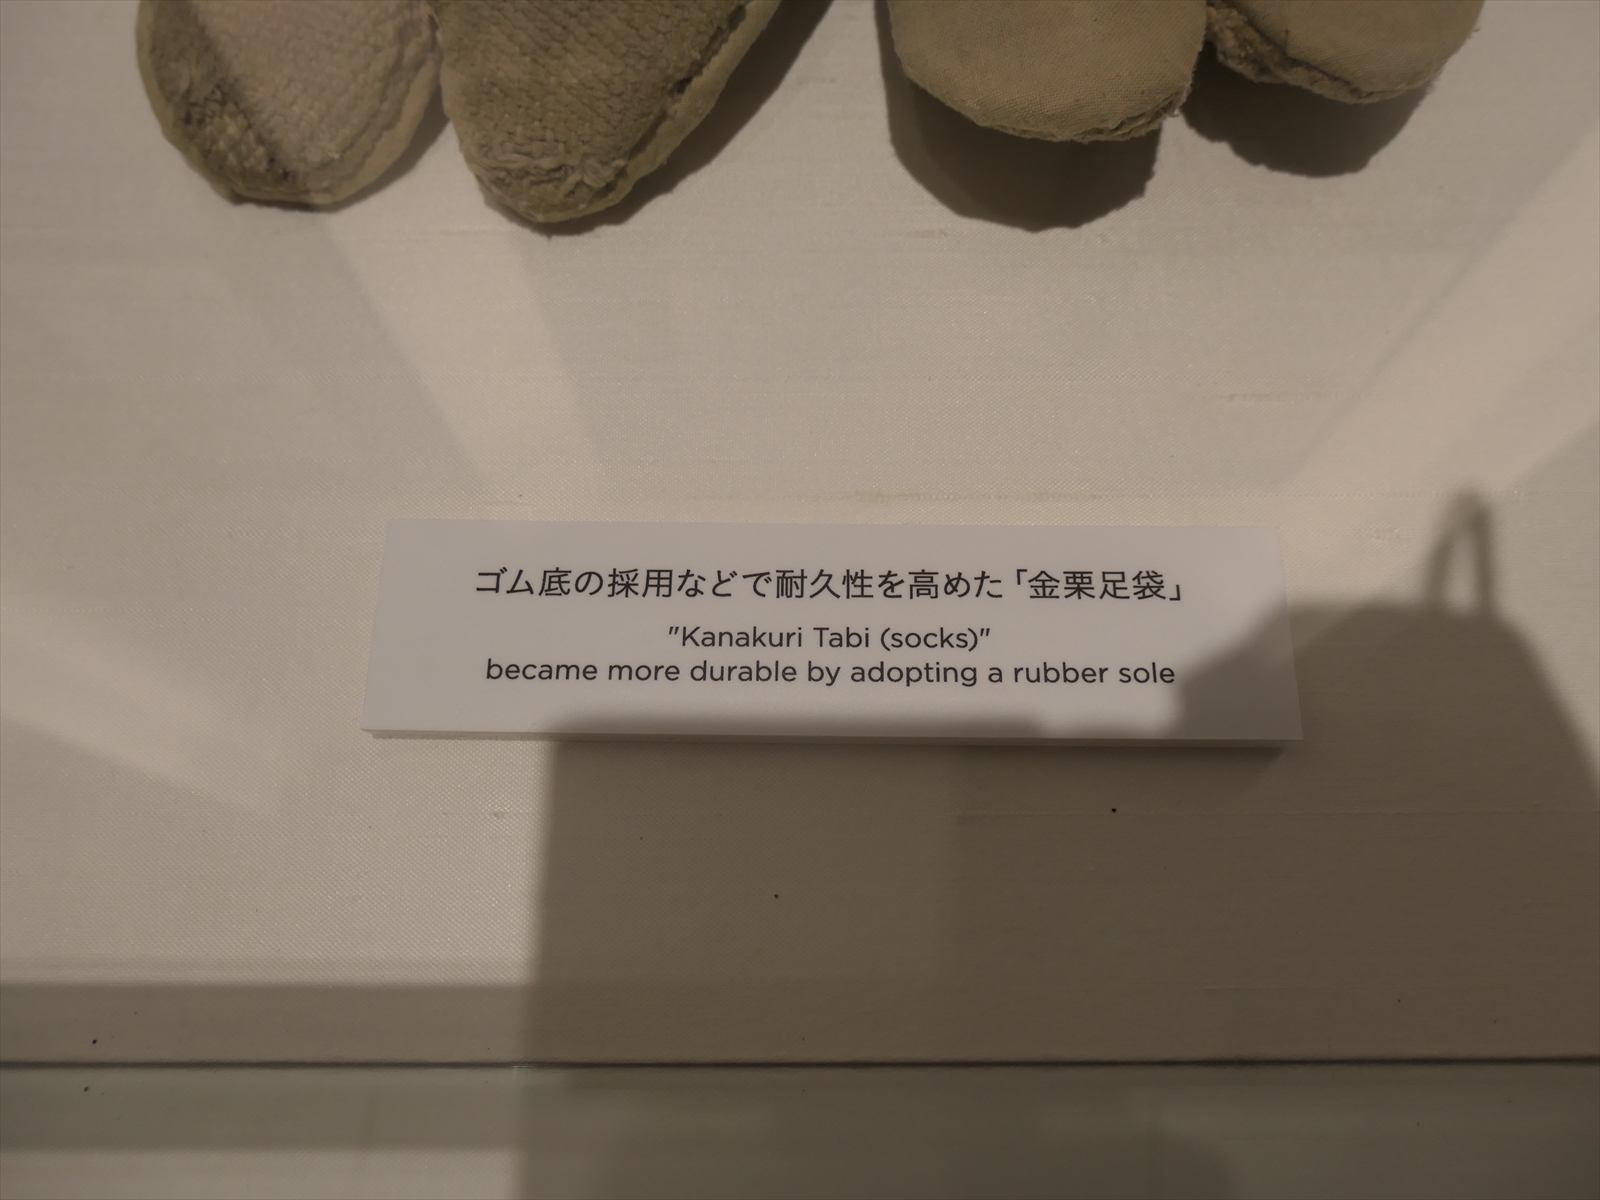 ゴム底の採用などで耐久性を高めた「金栗足袋」
"Kanakuri Tabi (socks)"
became more durable by adopting a rubber sole